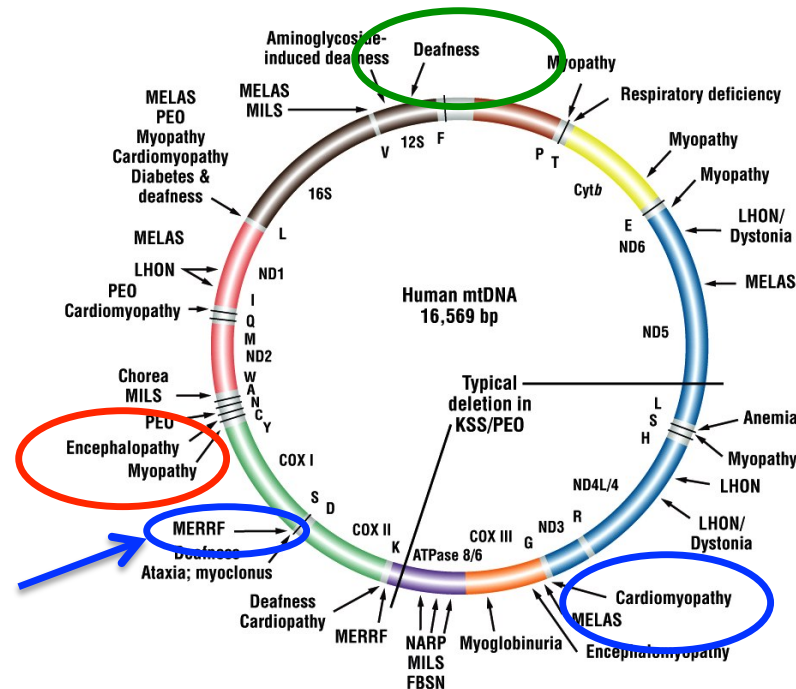 Aminoglycoside-
induced deafness
Deafness
Myopathy
Respiratory deficiency
Myopathy
Myopathy
LHON/
Dystonia
MELAS
Anemia
Myopathy
LHON
LHON/
Dystonia
Cardiomyopathy
MELAS
Encephalomyopathy
Myoglobinuria
NARP
MILS
FBSN
MERRF
Deafness
Cardiopathy
MERRF
Deafness
Ataxia; myoclonus
Encephalopathy
Myopathy
PEO
Chorea
MILS
PEO
Cardiomyopathy
LHON
MELAS
MELAS
PEO
Myopathy
Cardiomyopathy
Diabetes &
deafness
MELAS
MILS
F
12S
V
16S
L
ND1
I
Q
M
ND2
W
A
N
C
Y
COX I
S
D
COX II
K
ATPase 8/6
COX III
G
ND3
R
ND4L/4
H
S
L
ND5
ND6
E
Cytb
T
P
Human mtDNA
16,569 bp
Typical
deletion in
KSS/PEO